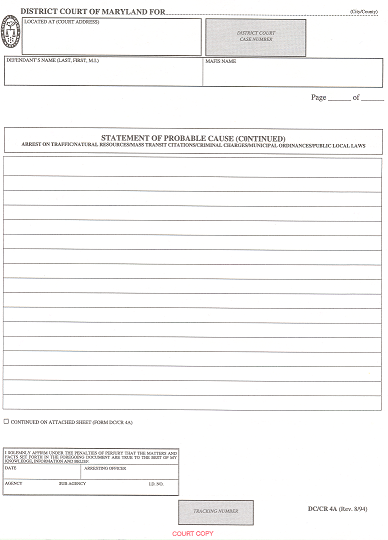 DISTRICT COURT OF MARYLAND FOR (City/County)
LOCATED AT (COURT ADDRESS)
DISTRICT COURT
CASE NUMBER
DEFENDANT'S NAME (LAST, FIRST, M.I.) MAFIS NAME
Page ______ of ______
STATEMENT OF PROBABLE CAUSE (C0NTINUED)
ARREST ON TRAFFIC/NATURAL RESOURCES/MASS TRANSIT CITATIONS/CRIMINAL CHARGES/MUNICIPAL ORDINANCES/PUBLIC LOCAL LAWS
CONTINUED ON ATTACHED SHEET (FORM DC/CR 4A)
I SOLEMNLY AFFIRM UNDER THE PENALTIES OF PERJURY THAT THE MATTERS AND
FACTS SET FORTH IN THE FOREGOING DOCUMENT ARE TRUE TO THE BEST OF MY
KNOWLEDGE, INFORMATION AND BELIEF.
DATE ARRESTING OFFICER
AGENCY SUB AGENCY I.D. NO.
TRACKING NUMBER
DC/CR 4A (Rev. 8/94)
COURT COPY